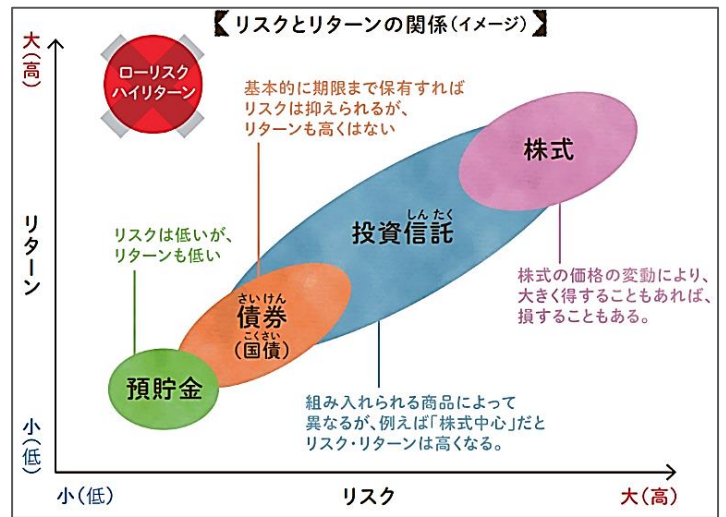 【リスクとリターンの関係(イメージ)】
大(高)
ローリスク
ハイリターン
基本的に期限まで保有すれば
リスクは抑えられるが、
リターンも高くはない
株式
しんたく
投資信託
リターン
リスクは低いが、
リターンも低い
株式の価格の変動により、
大きく得することもあれば、
損することもある。
さいけん
債券
こくさい
(国債)
預貯金
組み入れられる商品によって
異なるが、例えば「株式中心」だと
リスク・リターンは高くなる。
小(低)
小(低)
リスク
大(高)